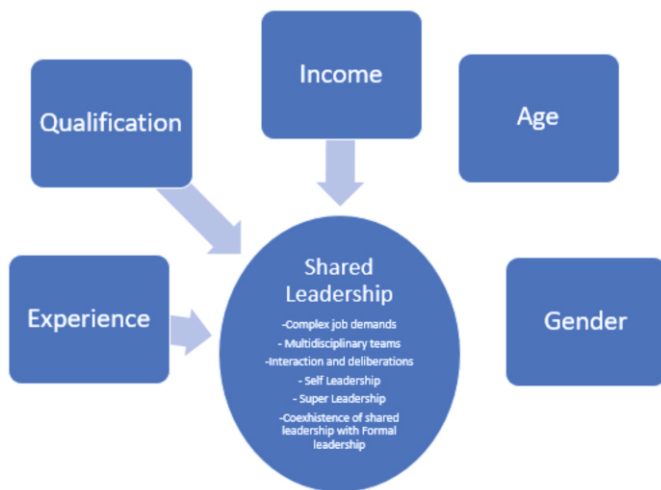 Income
Qualification
Age
Experience
Gender
Shared
Leadership
-Complex job demands
- Multidisciplinary teams
-Interaction and deliberations
- Self Leadership
- Super Leadership
-Coexhistence of shared
leadership with Formal
leadership